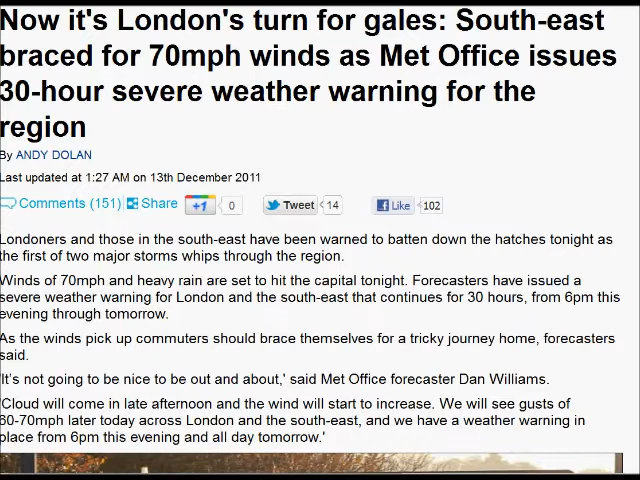 Now it's London's turn for gales: South-east
braced for 70mph winds as Met Office issues
30-hour severe weather warning for the
region
By ANDY DOLAN
Last updated at 1:27 AM on 13th December 2011
Comments (151) Share +1 0 Tweet 14 Like 102
Londoners and those in the south-east have been warned to batten down the hatches tonight as
the first of two major storms whips through the region.
Winds of 70mph and heavy rain are set to hit the capital tonight. Forecasters have issued a
severe weather warning for London and the south-east that continues for 30 hours, from 6pm this
evening through tomorrow.
As the winds pick up commuters should brace themselves for a tricky journey home, forecasters
said.
'It's not going to be nice to be out and about,' said Met Office forecaster Dan Williams.
'Cloud will come in late afternoon and the wind will start to increase. We will see gusts of
60-70mph later today across London and the south-east, and we have a weather warning in
place from 6pm this evening and all day tomorrow.'